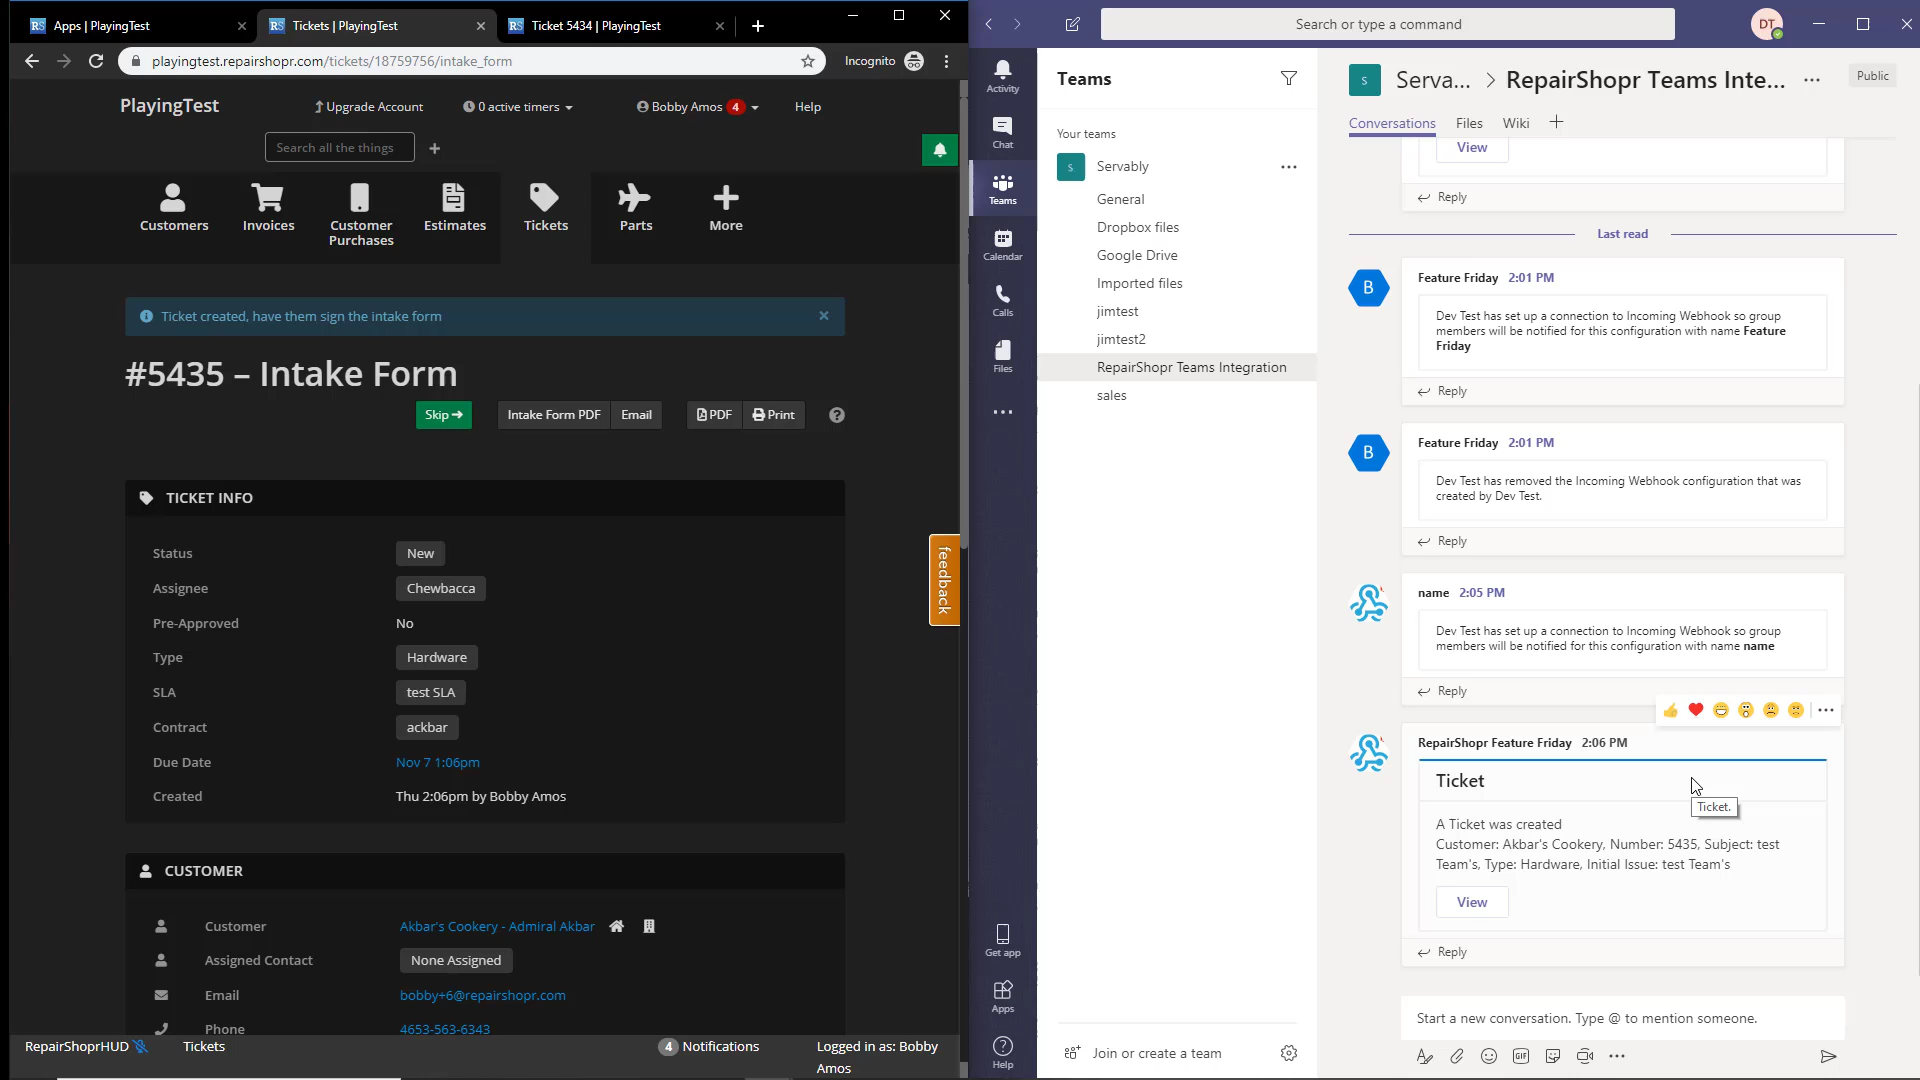 RS Apps | PlayingTest
RS Tickets | PlayingTest
RS Ticket 5434 | PlayingTest
playingtest.repairshopr.com/tickets/18759756/intake_form
Incognito
PlayingTest
Upgrade Account
0 active timers
Bobby Amos 4
Help
Search all the things
Customers
Invoices
Customer
Purchases
Estimates
Tickets
Parts
More
Ticket created, have them sign the intake form
#5435 – Intake Form
Skip
Intake Form PDF
Email
PDF
Print
TICKET INFO
Status
New
Assignee
Chewbacca
Pre-Approved
No
Type
Hardware
SLA
test SLA
Contract
ackbar
Due Date
Nov 7 1:06pm
Created
Thu 2:06pm by Bobby Amos
feedback
CUSTOMER
Customer
Akbar's Cookery - Admiral Akbar
Assigned Contact
None Assigned
Email
bobby+6@repairshopr.com
Phone
4653-563-6343
RepairShoprHUD
Tickets
4 Notifications
Logged in as: Bobby
Amos
Search or type a command
DT
Activity
Chat
Teams
Calendar
Calls
Files
Get app
Apps
Help
Teams
Your teams
S Servably
General
Dropbox files
Google Drive
Imported files
jimtest
jimtest2
RepairShopr Teams Integration
sales
Join or create a team
S Serva... > RepairShopr Teams Inte...
Public
Conversations
Files
Wiki
View
Reply
Last read
B
Feature Friday 2:01 PM
Dev Test has set up a connection to Incoming Webhook so group
members will be notified for this configuration with name Feature
Friday
Reply
B
Feature Friday 2:01 PM
Dev Test has removed the Incoming Webhook configuration that was
created by Dev Test.
Reply
name 2:05 PM
Dev Test has set up a connection to Incoming Webhook so group
members will be notified for this configuration with name name
Reply
RepairShopr Feature Friday 2:06 PM
Ticket
Ticket.
A Ticket was created
Customer: Akbar's Cookery, Number: 5435, Subject: test
Team's, Type: Hardware, Initial Issue: test Team's
View
Reply
Start a new conversation. Type @ to mention someone.
GIF